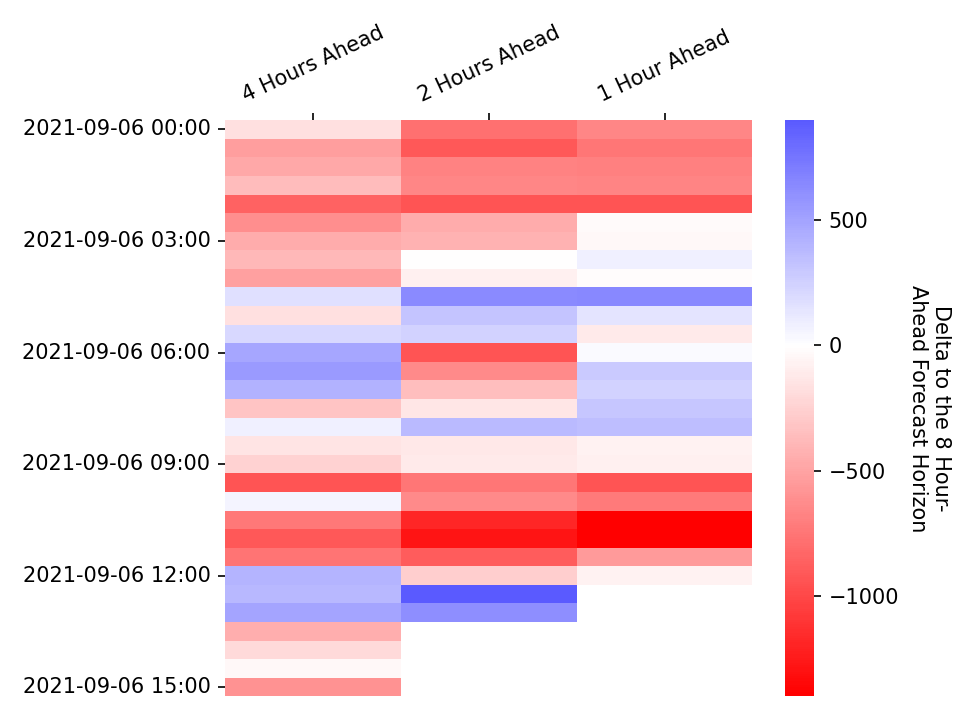 4 Hours Ahead
2 Hours Ahead
1 Hour Ahead
2021-09-06 00:00
2021-09-06 03:00
2021-09-06 06:00
2021-09-06 09:00
2021-09-06 12:00
2021-09-06 15:00
500
0
−500
−1000
Delta to the 8 Hour-
Ahead Forecast Horizon